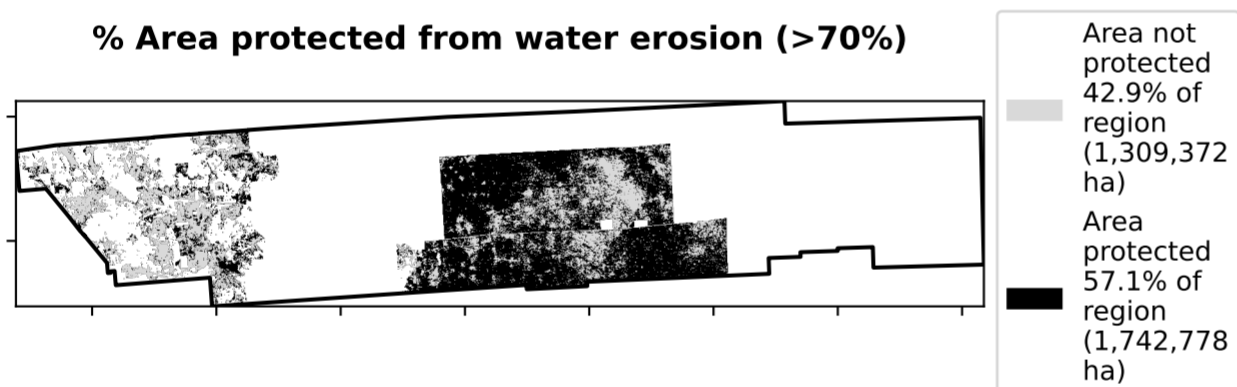 % Area protected from water erosion (>70%)
Area not
protected
42.9% of
region
(1,309,372
ha)
Area
protected
57.1% of
region
(1,742,778
ha)